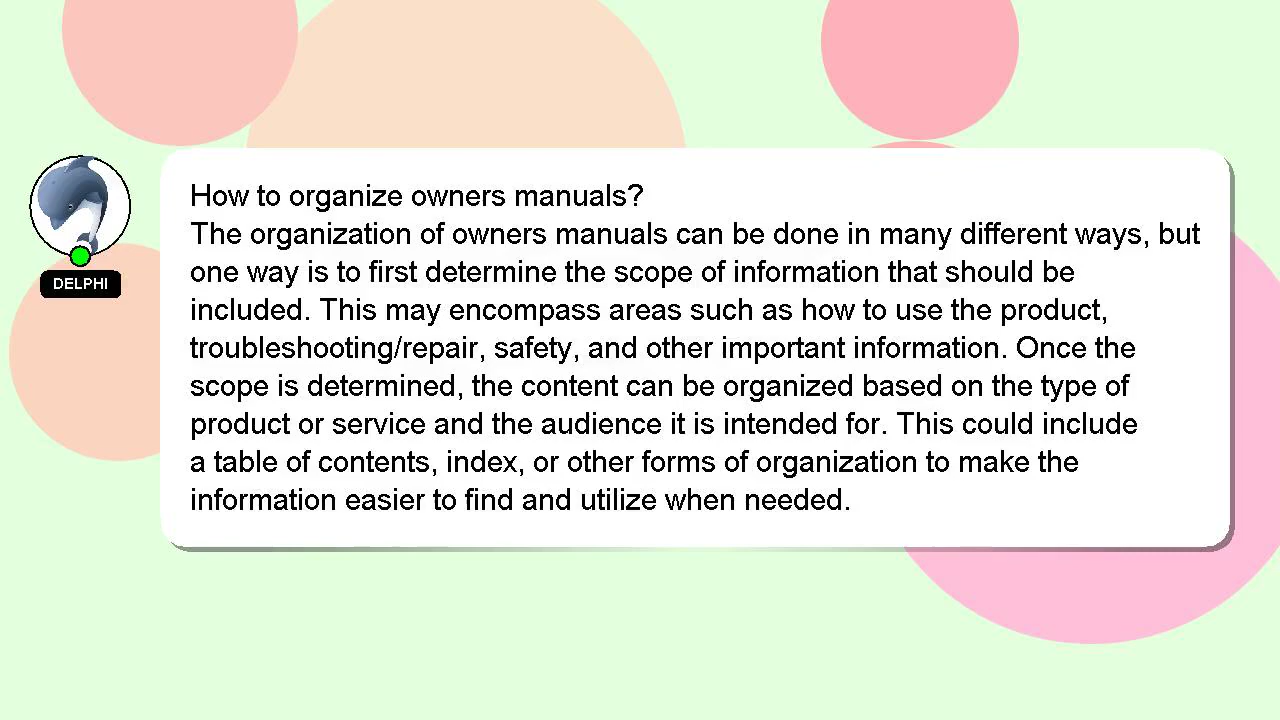 How to organize owners manuals?
The organization of owners manuals can be done in many different ways, but
one way is to first determine the scope of information that should be
included. This may encompass areas such as how to use the product,
troubleshooting/repair, safety, and other important information. Once the
scope is determined, the content can be organized based on the type of
product or service and the audience it is intended for. This could include
a table of contents, index, or other forms of organization to make the
information easier to find and utilize when needed.
DELPHI